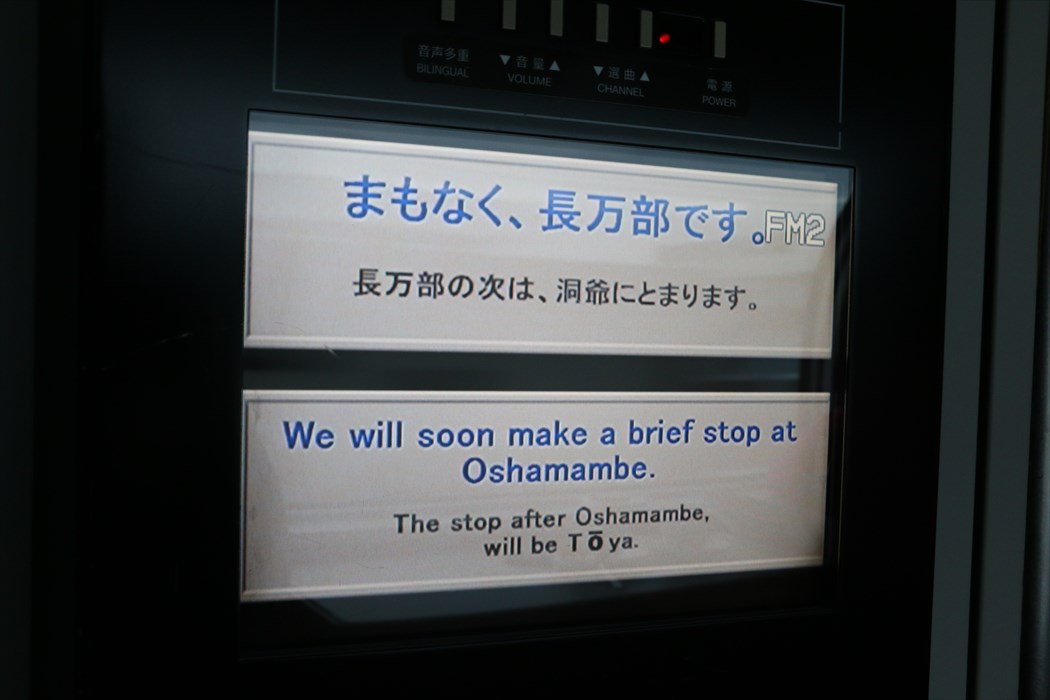 音声多重 ▼音量▲ ▼選曲▲ 電源
BILINGUAL VOLUME CHANNEL POWER
まもなく、長万部です。FM2
長万部の次は、洞爺にとまります。
We will soon make a brief stop at
Oshamambe.
The stop after Oshamambe,
will be Tōya.